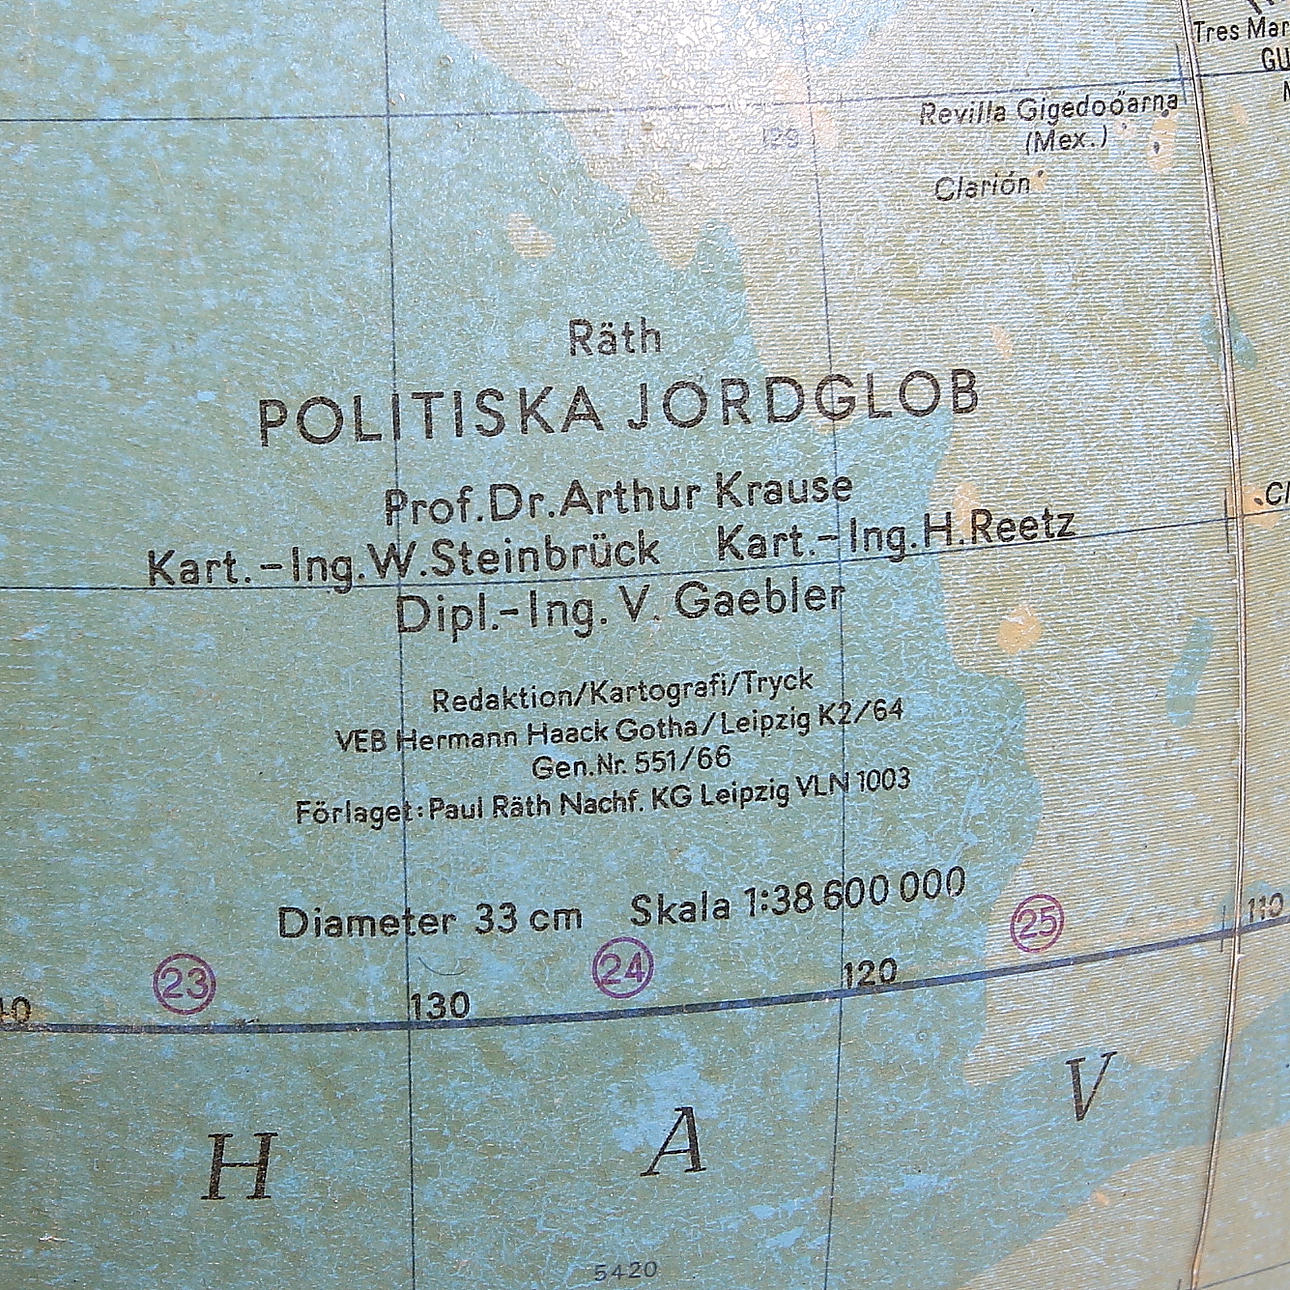 Tres Mar
GU
Revilla Gigedoöarna
(Mex.)
129
Clarión
Räth
POLITISKA JORDGLOB
Prof. Dr. Arthur Krause
Kart.-Ing. W. Steinbrück Kart.-Ing. H. Reetz
Dipl.-Ing. V. Gaebler
Redaktion/Kartografi/Tryck
VEB Hermann Haack Gotha/Leipzig K2/64
Gen.Nr. 551/66
Förlaget: Paul Räth Nachf. KG Leipzig VLN 1003
Diameter 33 cm Skala 1:38 600 000
23 24 25
130 120 110
H A V
5420